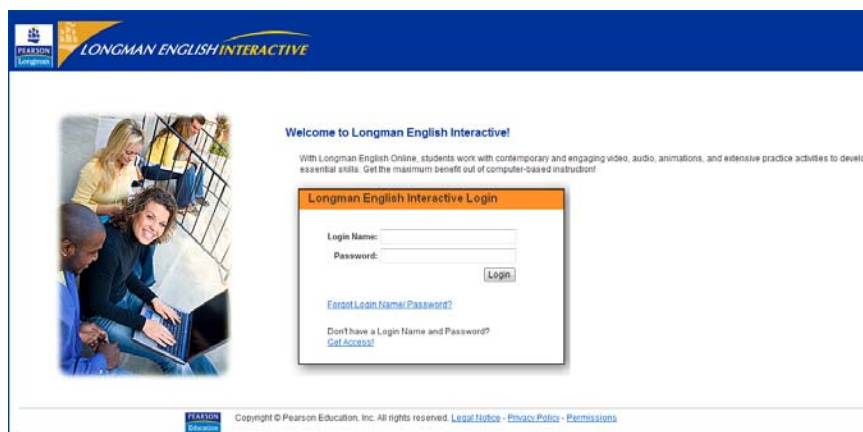 PEARSON
Longman
LONGMAN ENGLISH INTERACTIVE
Welcome to Longman English Interactive!
With Longman English Online, students work with contemporary and engaging video, audio, animations, and extensive practice activities to develo
essential skills. Get the maximum benefit out of computer-based instruction!
Longman English Interactive Login
Login Name:
Password:
Login
Forgot Login Name/ Password?
Don't have a Login Name and Password?
Get Access!
PEARSON
Education
Copyright © Pearson Education, Inc. All rights reserved. Legal Notice - Privacy Policy - Permissions